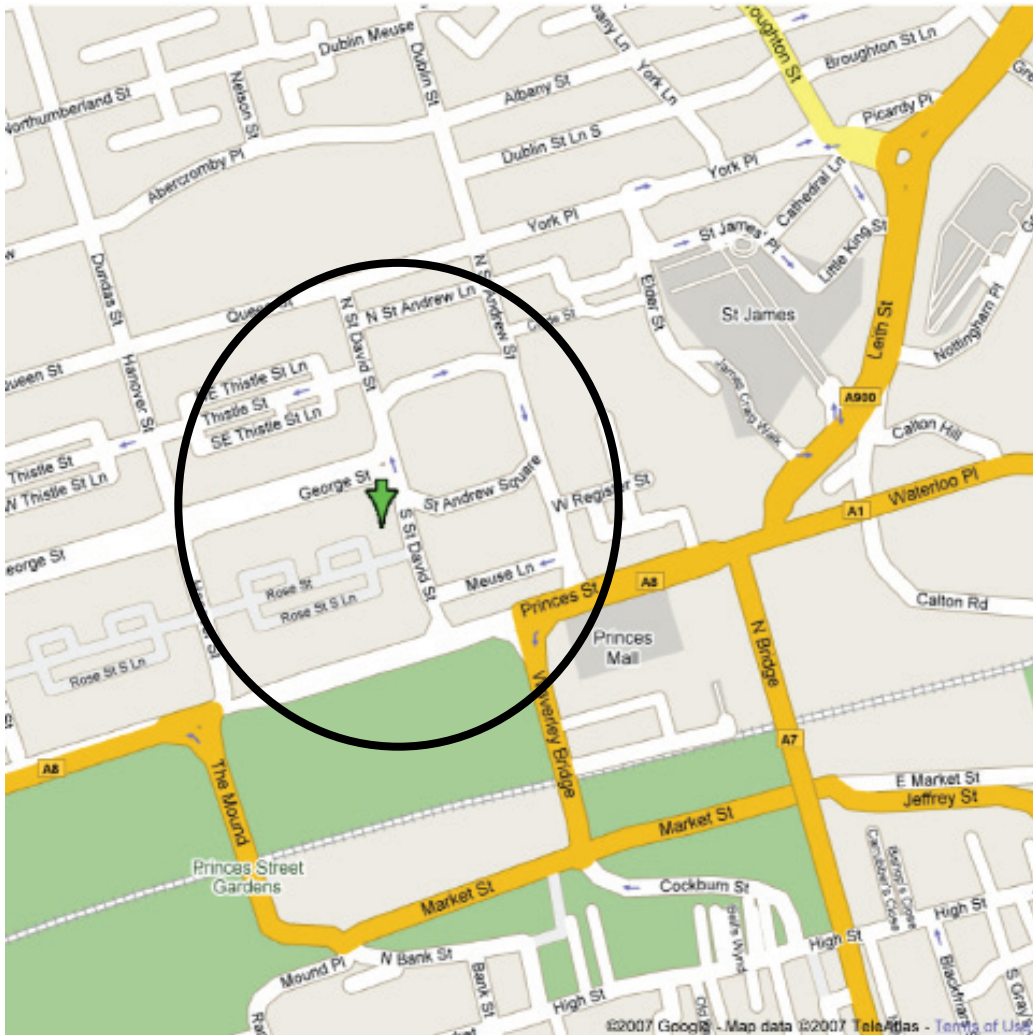 Dublin Meuse
Dublin St
Albany Ln
York Ln
Broughton St
Broughton St Ln
Northumberland St
Nelson St
Albany St
Picardy Pl
Dublin St Ln S
Abercromby Pl
York Pl
Cathedral Ln
York Pl
St James' Pl
Little King St
Dundas St
N St Andrew St
Elder St
N St Andrew Ln
Queen St
N St David St
St James
Leith St
Nottingham Pl
Hanover St
Queen St
NE Thistle St Ln
Thistle St
SE Thistle St Ln
James Craig Walk
A900
Calton Hill
Thistle St
W Thistle St Ln
George St
St Andrew Square
W Register St
Waterloo Pl
A1
George St
S St David St
Meuse Ln
Rose St
Rose St S Ln
Princes St
A8
Calton Rd
Princes
Mall
N Bridge
Rose St S Ln
Waverley Bridge
A7
A8
The Mound
E Market St
Jeffrey St
Market St
Princes Street
Gardens
Market St
Cockburn St
Bell's Wynd
Carrubber's Close
Bishop's Close
High St
High St
N Bank St
Mound Pl
Bank St
High St
©2007 Google - Map data ©2007 TeleAtlas - Terms of Use